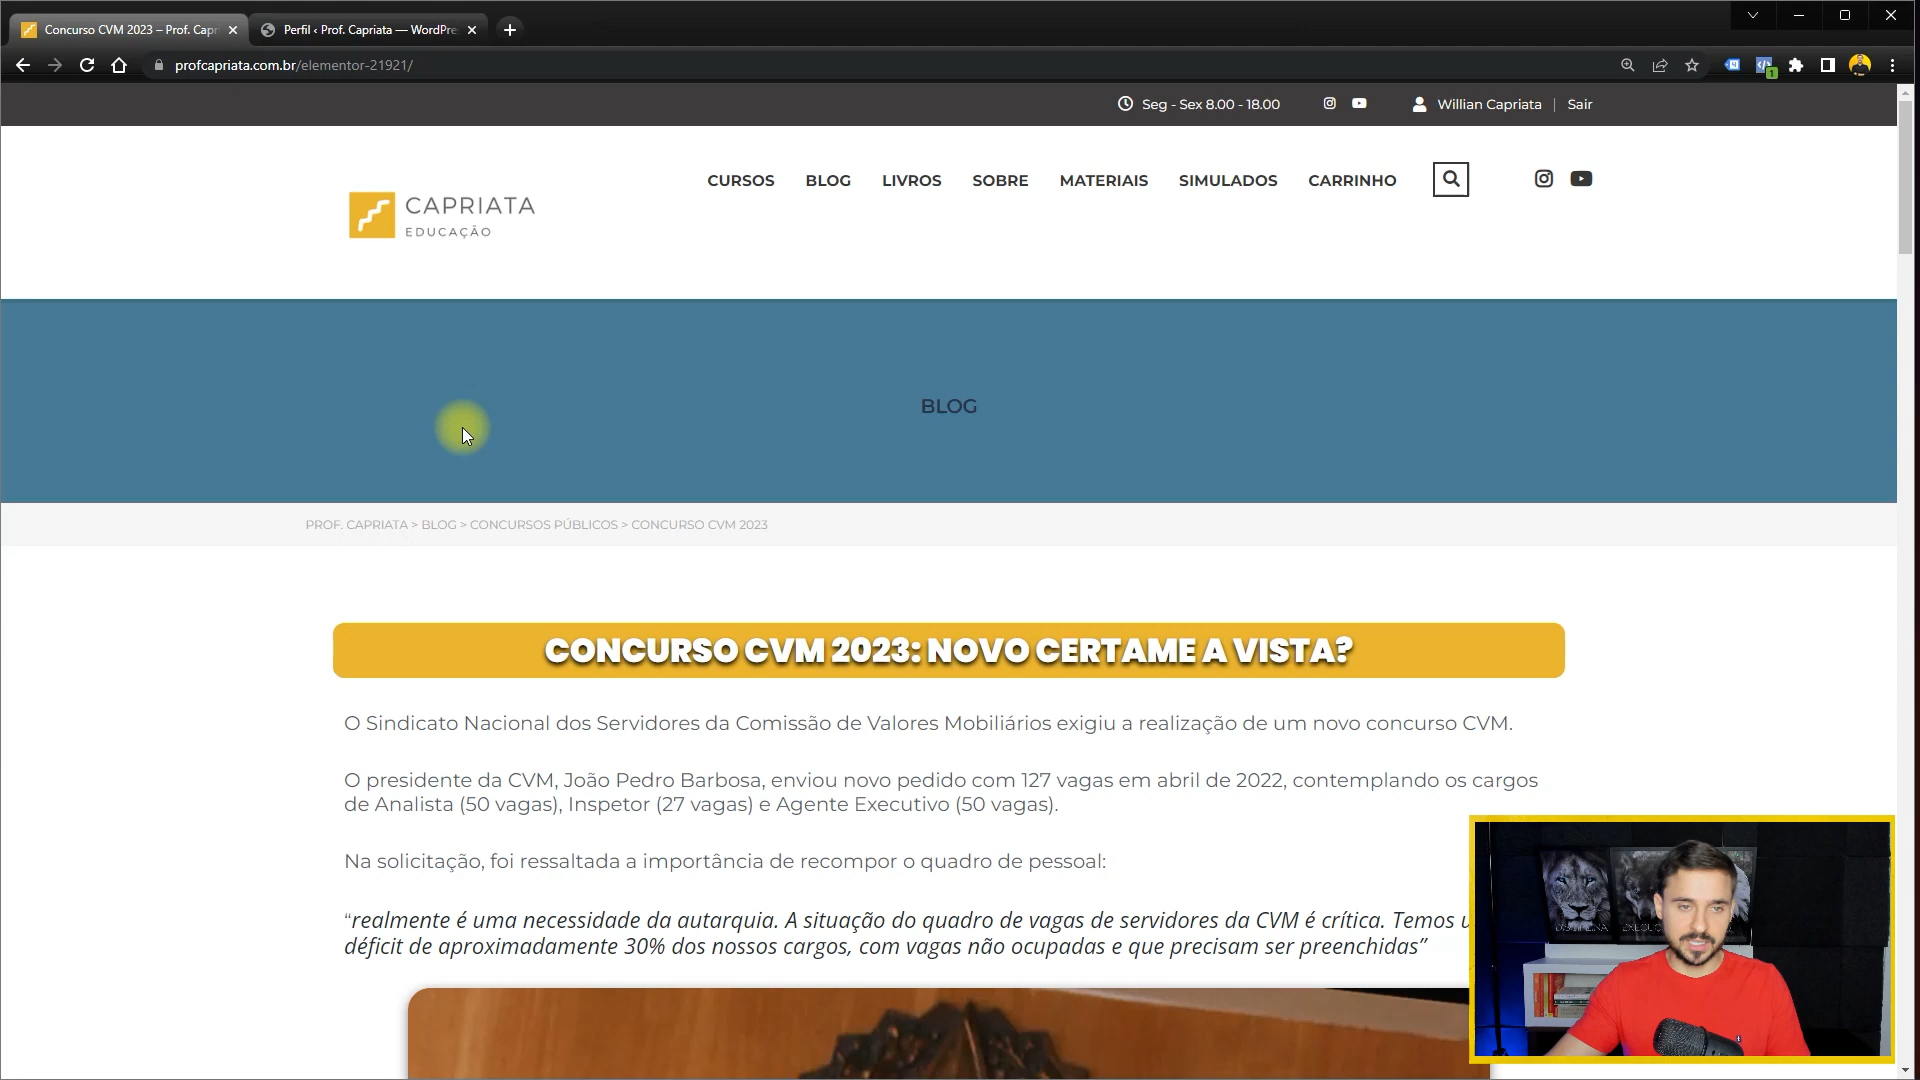 Concurso CVM 2023 – Prof. Capr
Perfil ‹ Prof. Capriata — WordPre
profcapriata.com.br/elementor-21921/
1
Seg - Sex 8.00 - 18.00
Willian Capriata | Sair
CAPRIATA
EDUCAÇÃO
CURSOS BLOG LIVROS SOBRE MATERIAIS SIMULADOS CARRINHO
BLOG
PROF. CAPRIATA > BLOG > CONCURSOS PÚBLICOS > CONCURSO CVM 2023
CONCURSO CVM 2023: NOVO CERTAME A VISTA?
O Sindicato Nacional dos Servidores da Comissão de Valores Mobiliários exigiu a realização de um novo concurso CVM.
O presidente da CVM, João Pedro Barbosa, enviou novo pedido com 127 vagas em abril de 2022, contemplando os cargos
de Analista (50 vagas), Inspetor (27 vagas) e Agente Executivo (50 vagas).
Na solicitação, foi ressaltada a importância de recompor o quadro de pessoal:
“realmente é uma necessidade da autarquia. A situação do quadro de vagas de servidores da CVM é crítica. Temos
déficit de aproximadamente 30% dos nossos cargos, com vagas não ocupadas e que precisam ser preenchidas”